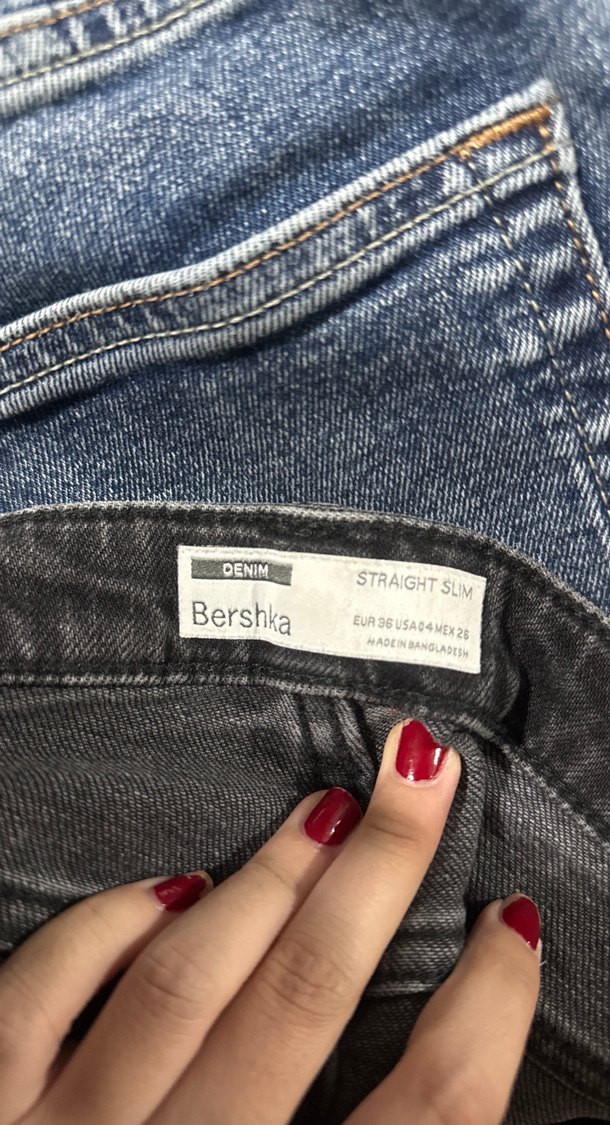 DENIM
STRAIGHT SLIM
Bershka
EUR 36 USA 04 MEX 26
MADE IN BANGLADESH